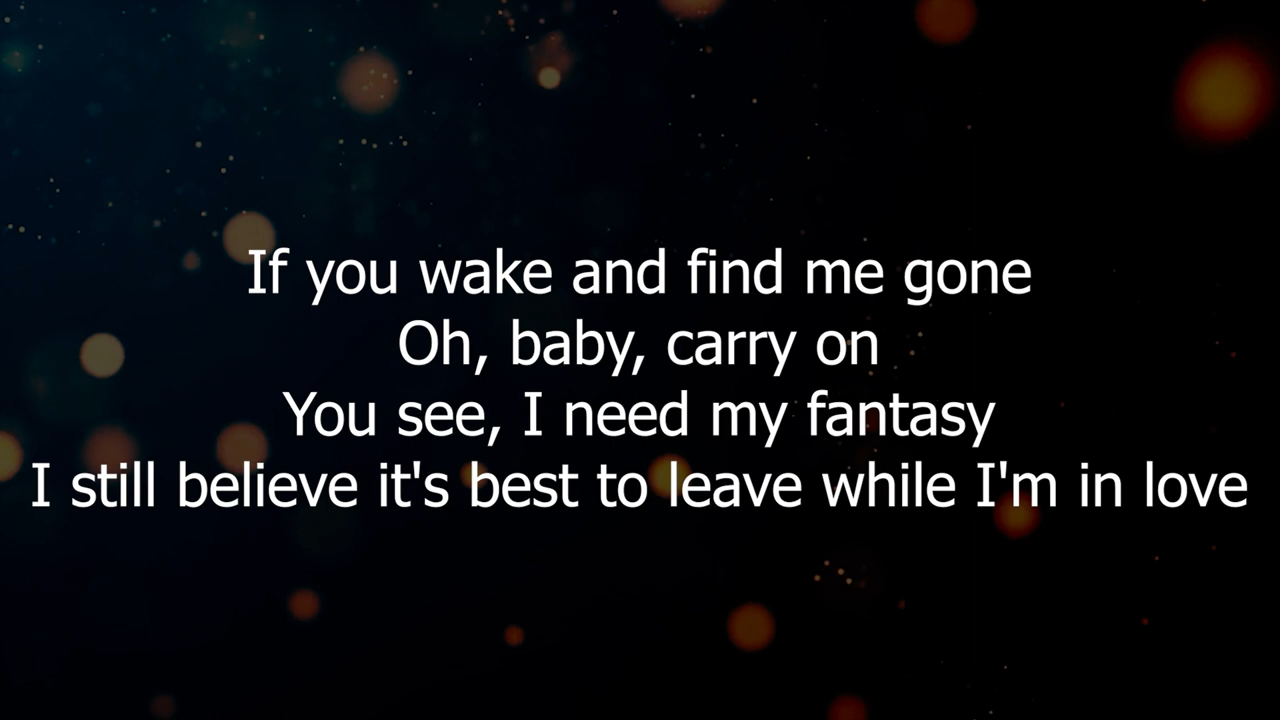 If you wake and find me gone
Oh, baby, carry on
You see, I need my fantasy
I still believe it's best to leave while I'm in love